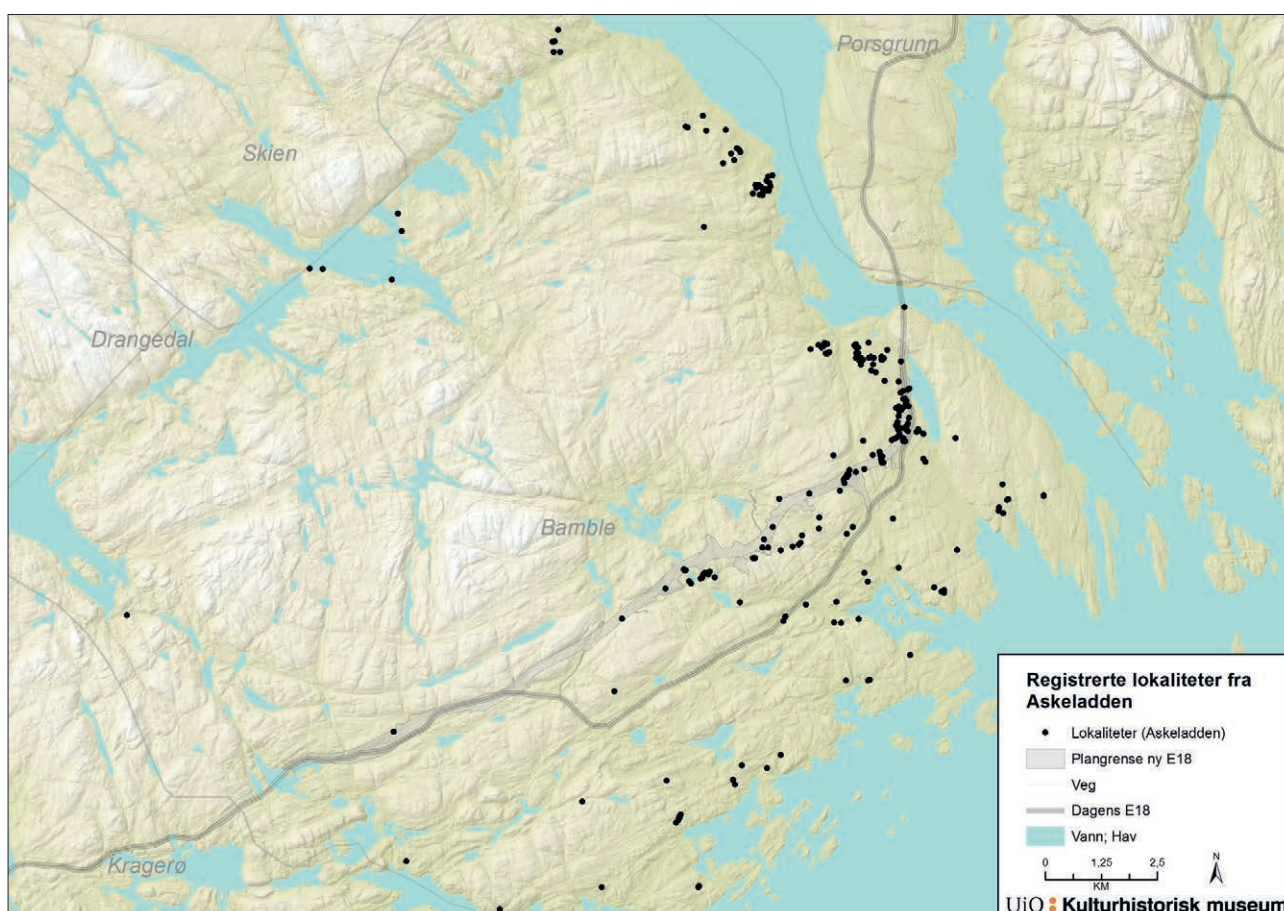 Porsgrunn
Skien
Drangedal
Bamble
Kragerø
Registrerte lokaliteter fra
Askeladden
Lokaliteter (Askeladden)
Plangrense ny E18
Veg
Dagens E18
Vann; Hav
0 1,25 2,5
KM
N
UiO Kulturhistorisk museum